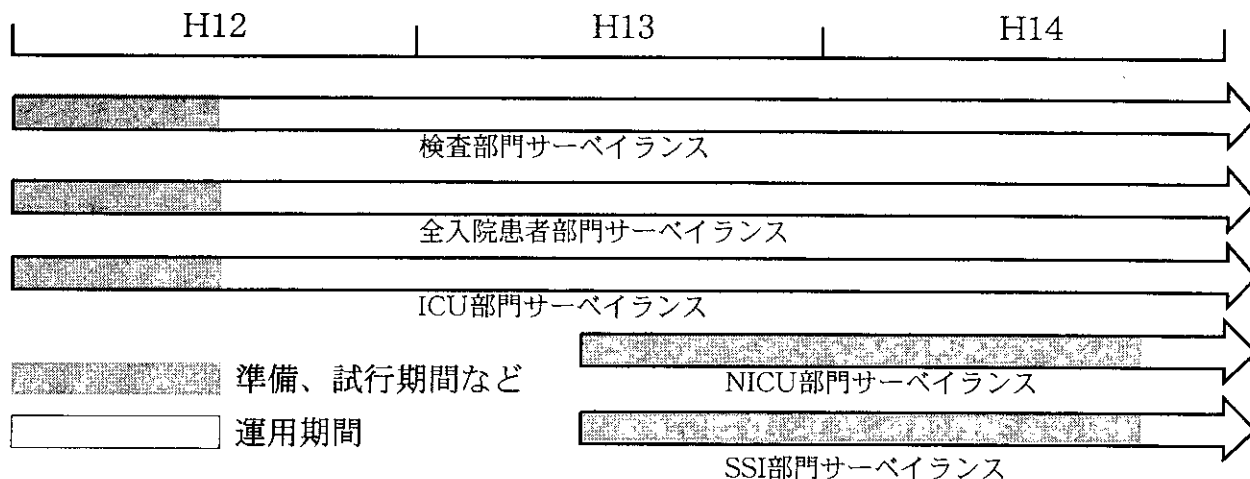 H12 H13 H14
検査部門サーベイランス
全入院患者部門サーベイランス
ICU部門サーベイランス
準備、試行期間など
NICU部門サーベイランス
運用期間
SSI部門サーベイランス